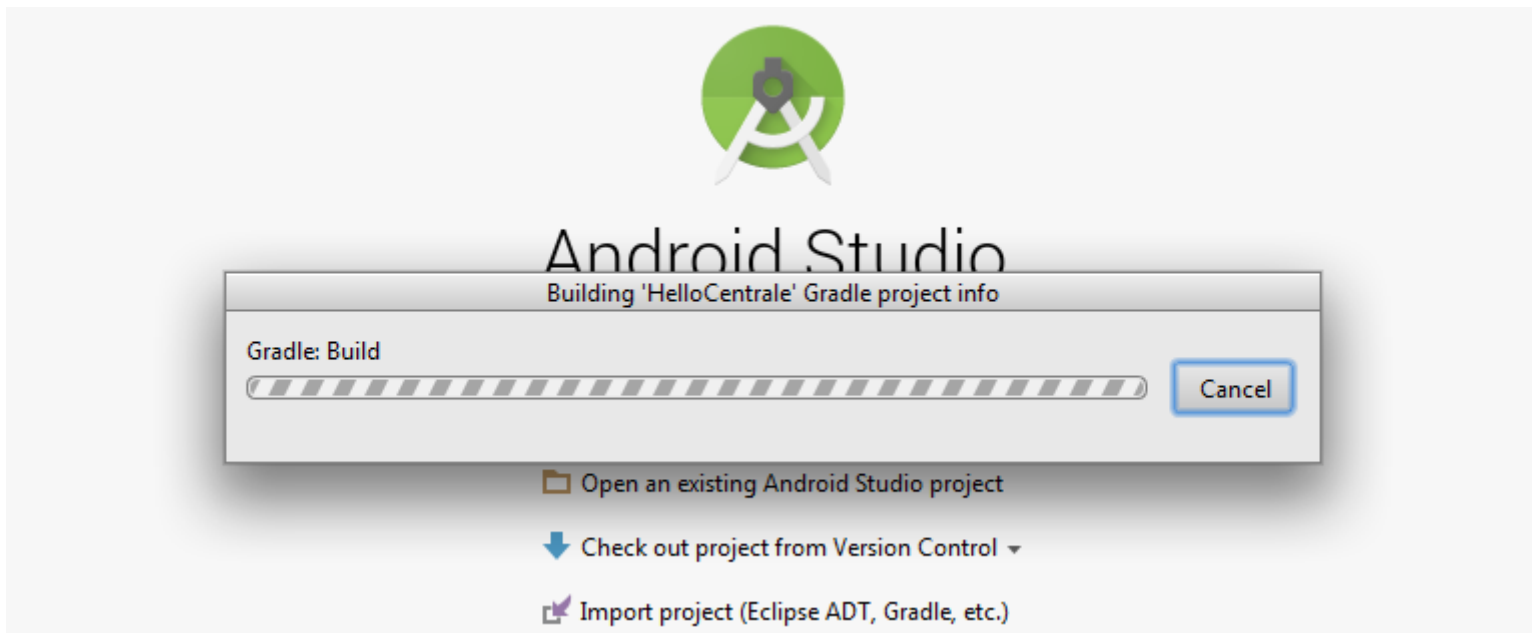 Android Studio
Building 'HelloCentrale' Gradle project info
Gradle: Build
Cancel
Open an existing Android Studio project
Check out project from Version Control
Import project (Eclipse ADT, Gradle, etc.)